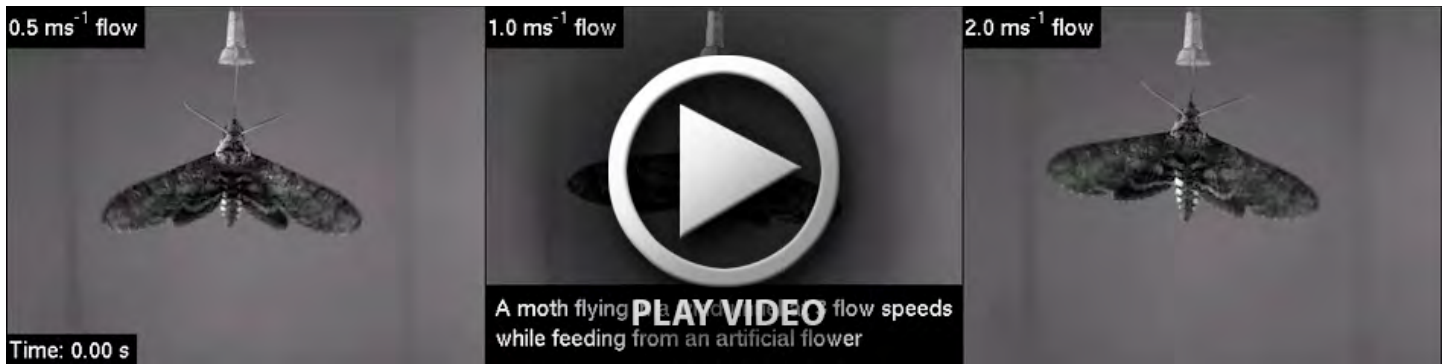 0.5 ms⁻¹ flow
1.0 ms⁻¹ flow
2.0 ms⁻¹ flow
A moth flying flow speeds
PLAY VIDEO
while feeding from an artificial flower
Time: 0.00 s